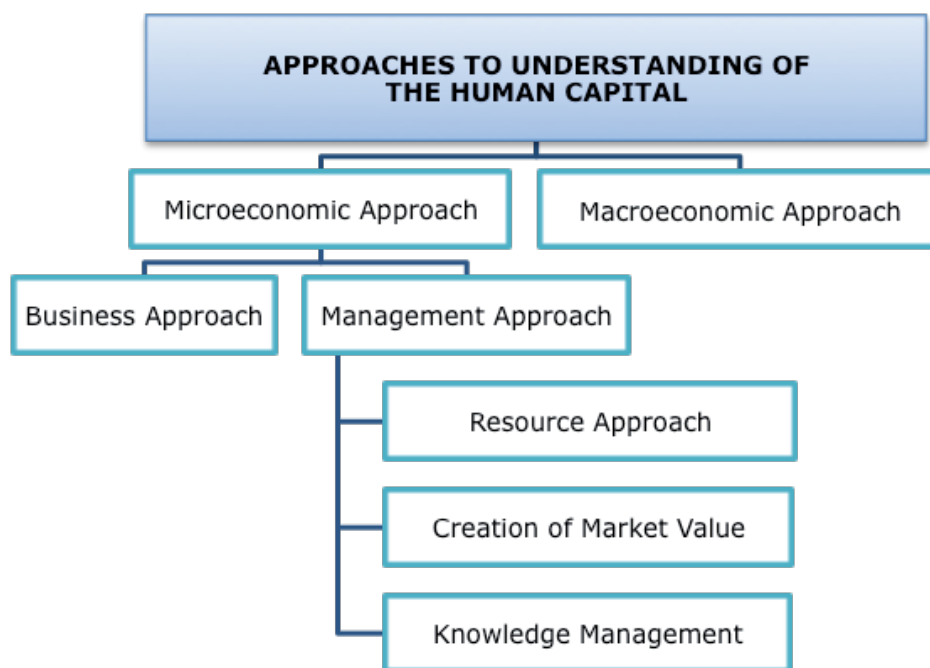 APPROACHES TO UNDERSTANDING OF
THE HUMAN CAPITAL
Microeconomic Approach
Macroeconomic Approach
Business Approach
Management Approach
Resource Approach
Creation of Market Value
Knowledge Management